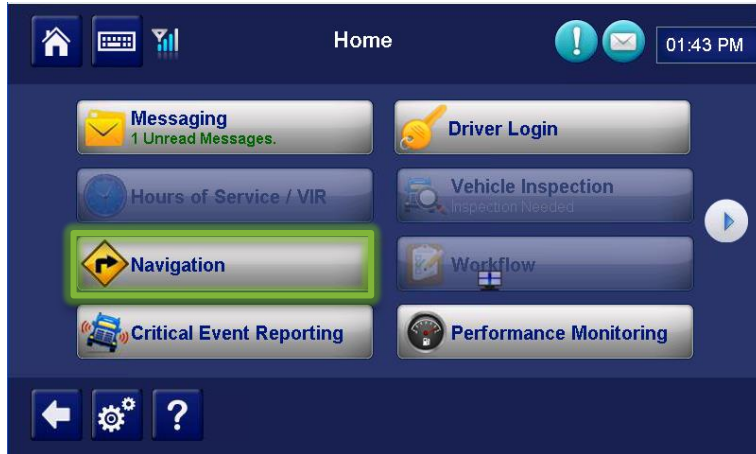 Home
01:43 PM
Messaging
1 Unread Messages.
Driver Login
Hours of Service / VIR
Vehicle Inspection
Inspection Needed
Navigation
Workflow
Critical Event Reporting
Performance Monitoring
?